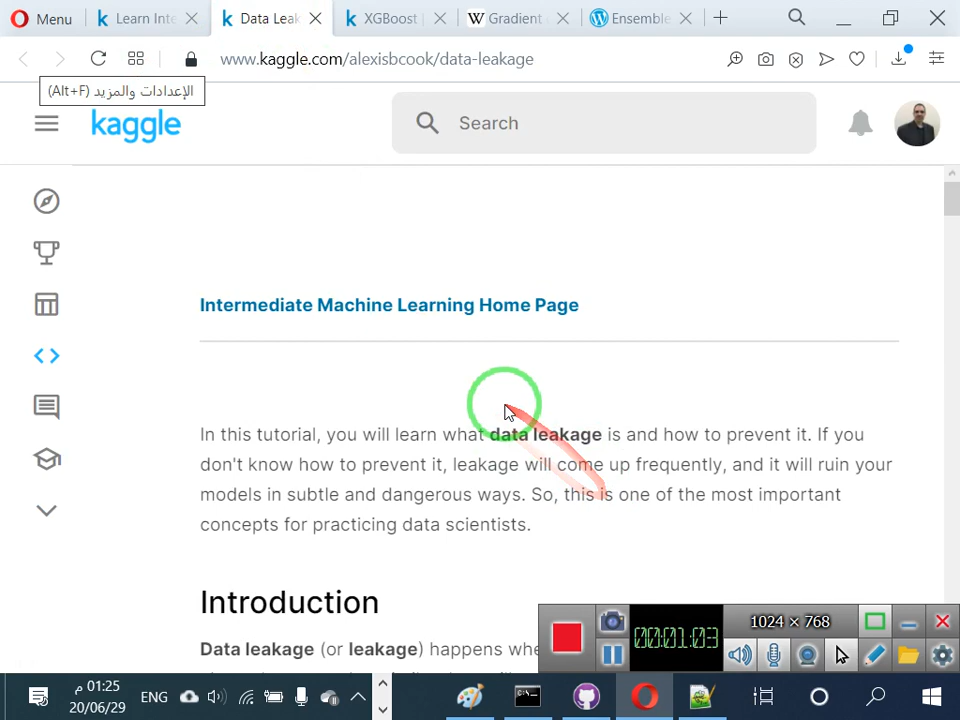 Menu
Learn Inte
Data Leak
XGBoost |
Gradient
Ensemble
www.kaggle.com/alexisbcook/data-leakage
الإعدادات والمزيد (Alt+F)
kaggle
Search
Intermediate Machine Learning Home Page
In this tutorial, you will learn what data leakage is and how to prevent it. If you
don't know how to prevent it, leakage will come up frequently, and it will ruin your
models in subtle and dangerous ways. So, this is one of the most important
concepts for practicing data scientists.
Introduction
Data leakage (or leakage) happens whe
1024 × 768
00:01:03
01:25 م
ENG
20/06/29